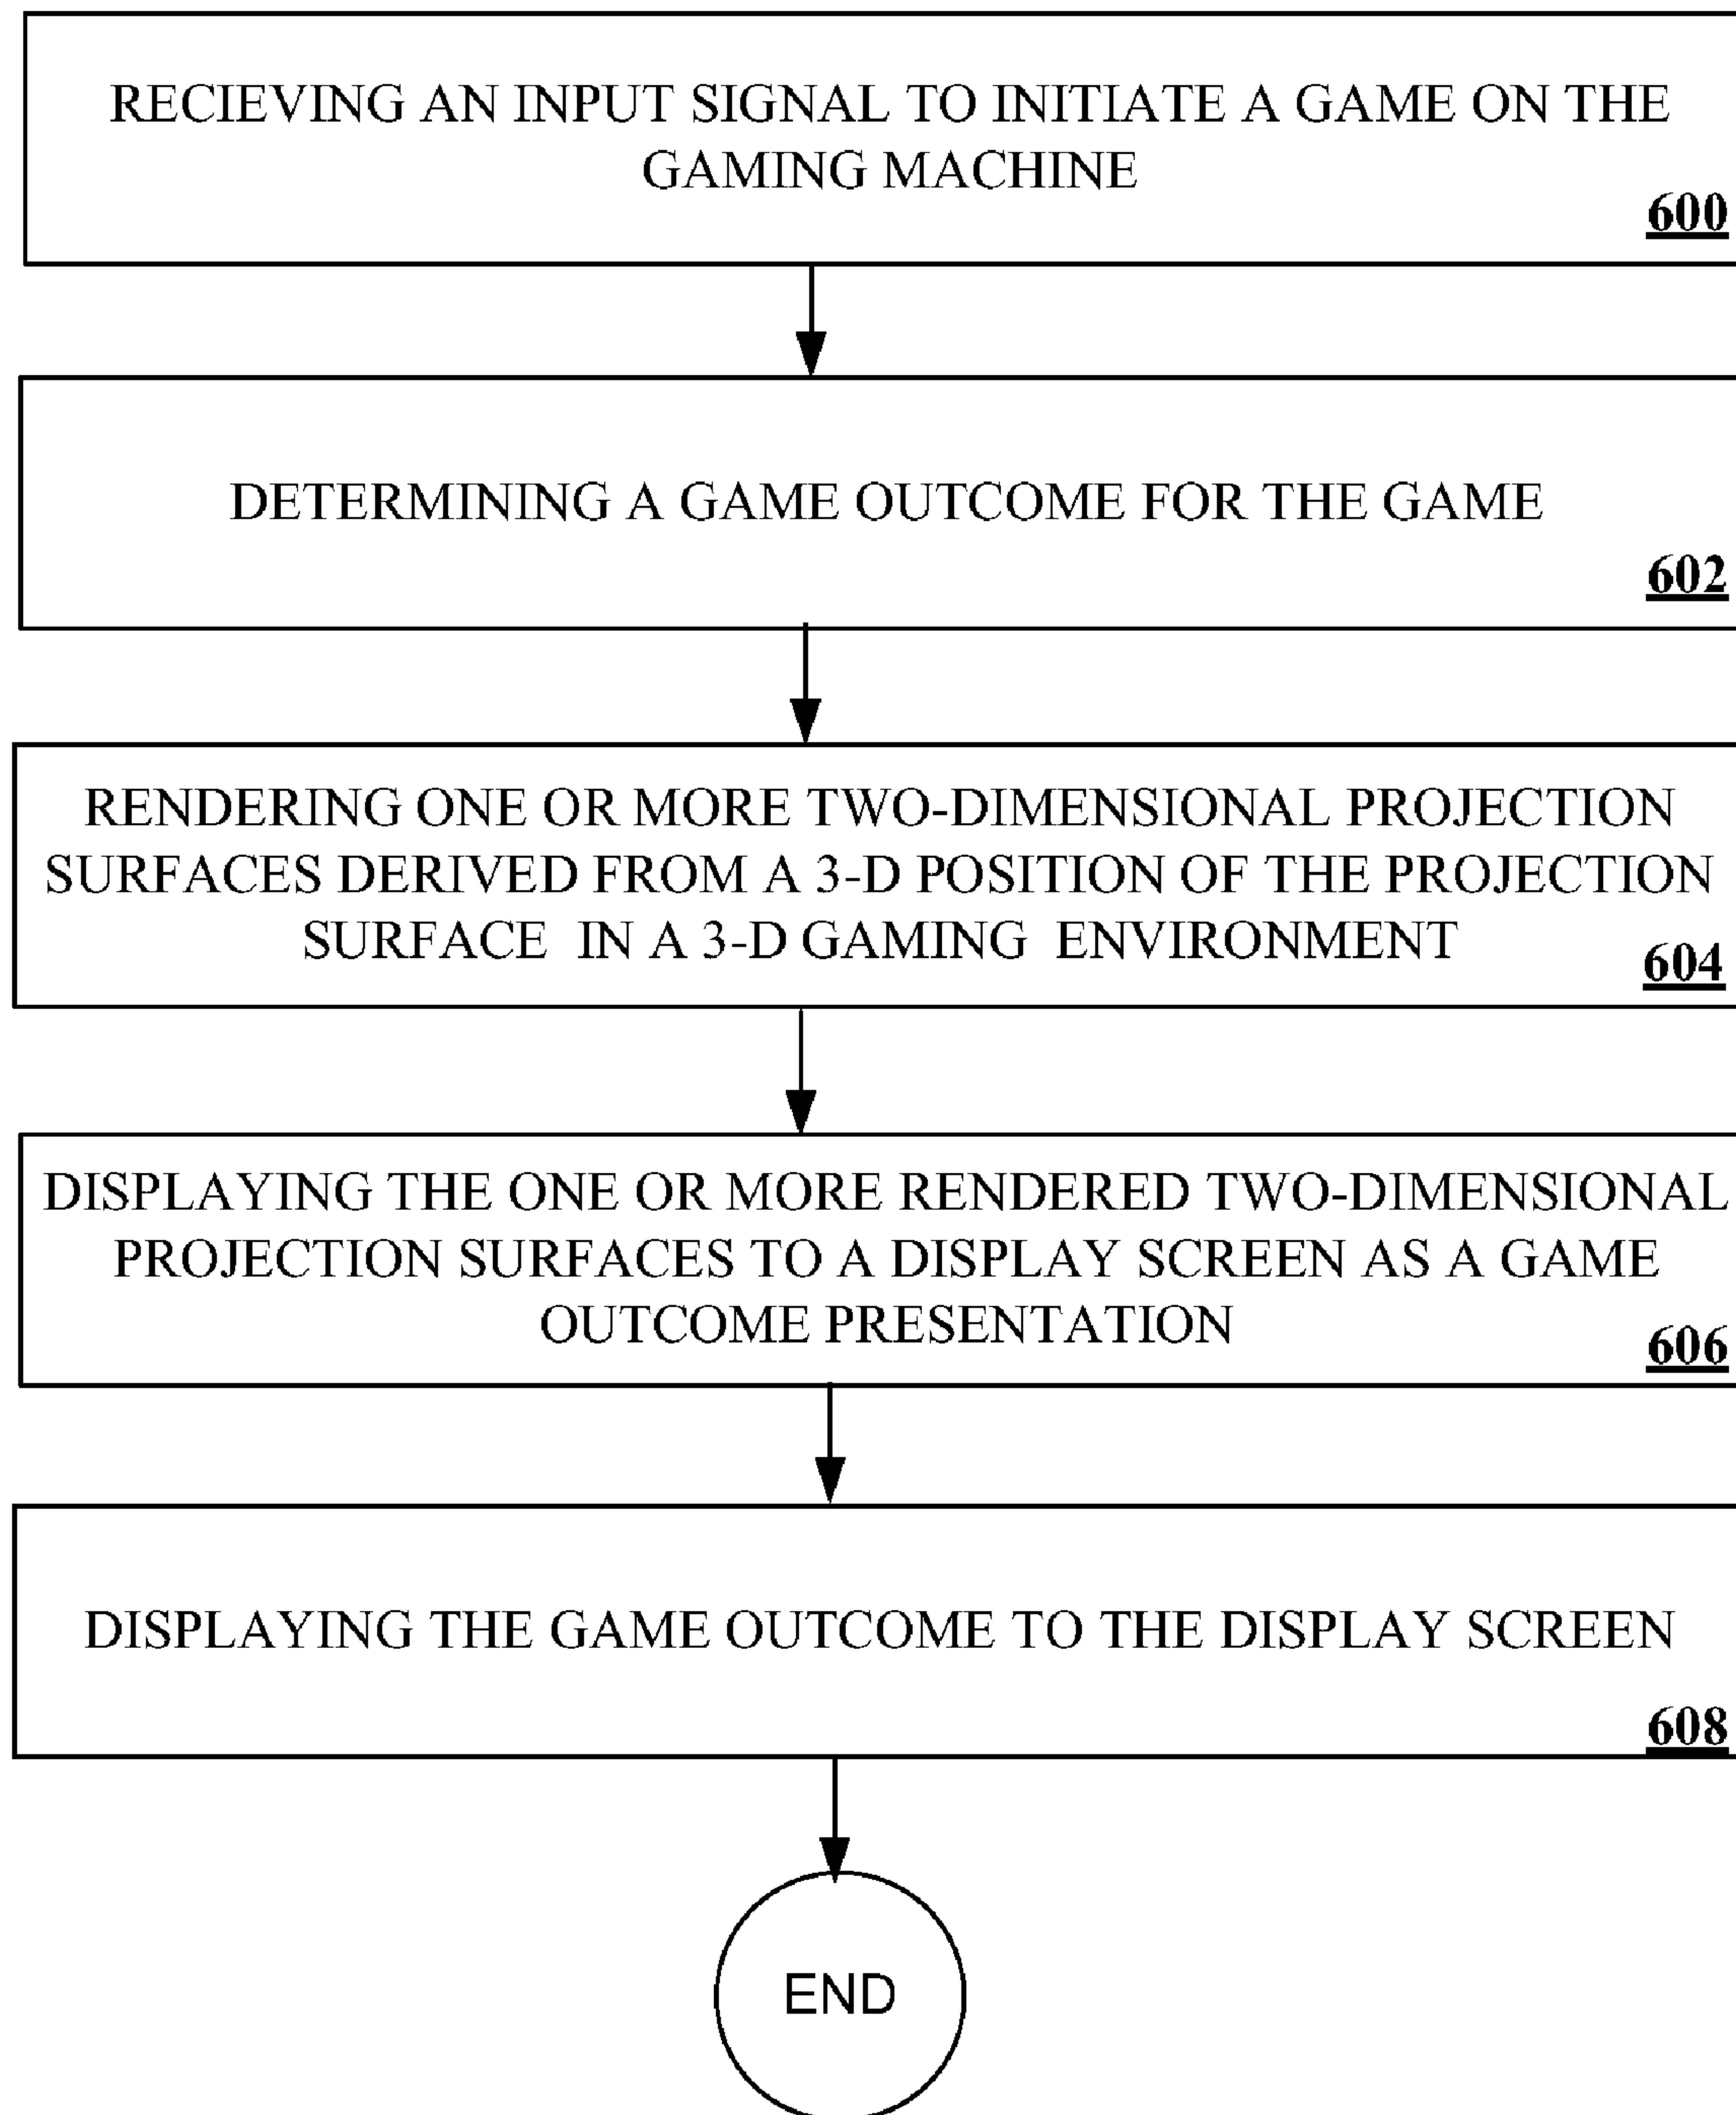 RECIEVING AN INPUT SIGNAL TO INITIATE A GAME ON THE
GAMING MACHINE
600
DETERMINING A GAME OUTCOME FOR THE GAME
602
RENDERING ONE OR MORE TWO-DIMENSIONAL PROJECTION
SURFACES DERIVED FROM A 3-D POSITION OF THE PROJECTION
SURFACE IN A 3-D GAMING ENVIRONMENT
604
DISPLAYING THE ONE OR MORE RENDERED TWO-DIMENSIONAL
PROJECTION SURFACES TO A DISPLAY SCREEN AS A GAME
OUTCOME PRESENTATION
606
DISPLAYING THE GAME OUTCOME TO THE DISPLAY SCREEN
608
END